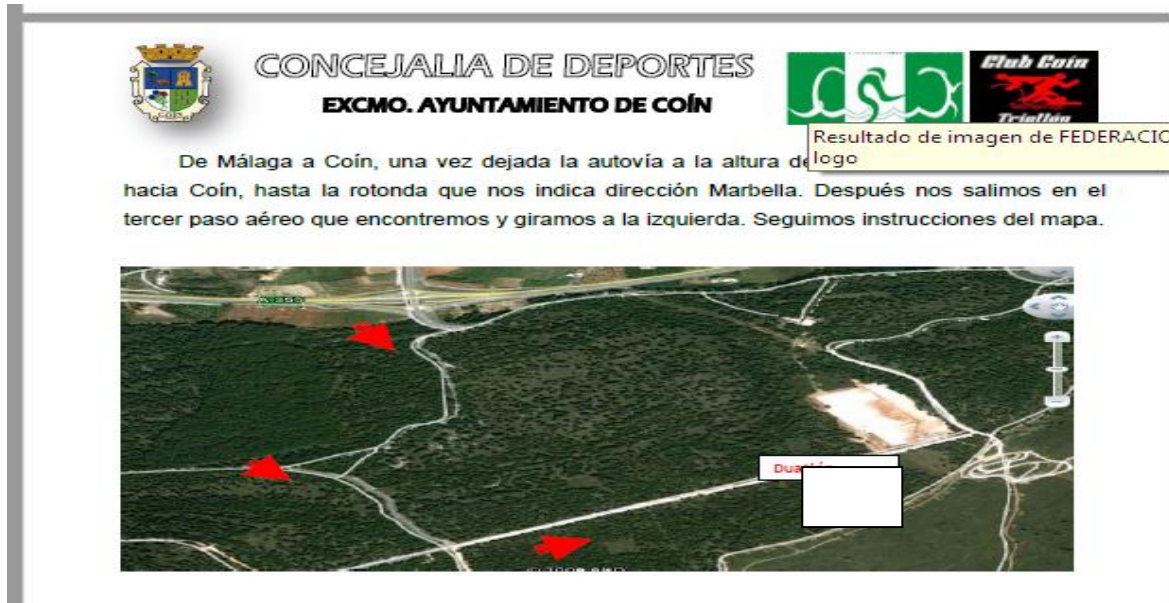 CONCEJALIA DE DEPORTES
EXCMO. AYUNTAMIENTO DE COÍN
Club Coín
Triatlón
Resultado de imagen de FEDERACIO
logo
De Málaga a Coín, una vez dejada la autovía a la altura de
hacia Coín, hasta la rotonda que nos indica dirección Marbella. Después nos salimos en el
tercer paso aéreo que encontremos y giramos a la izquierda. Seguimos instrucciones del mapa.
A-355